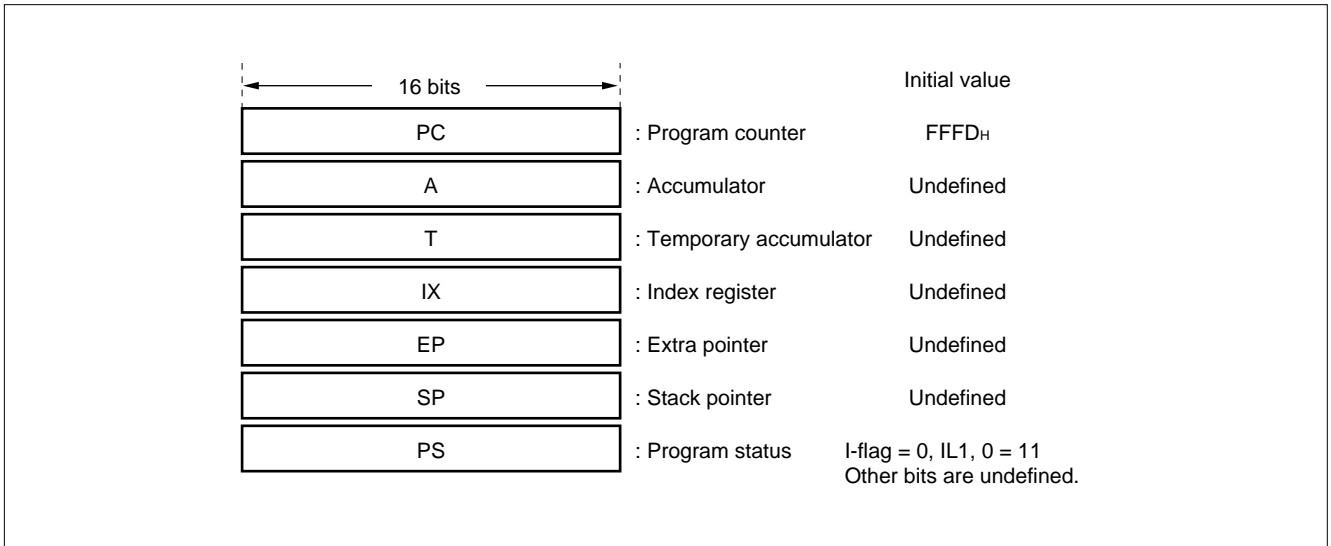 16 bits
Initial value
PC : Program counter FFFDH
A : Accumulator Undefined
T : Temporary accumulator Undefined
IX : Index register Undefined
EP : Extra pointer Undefined
SP : Stack pointer Undefined
PS : Program status I-flag = 0, IL1, 0 = 11
Other bits are undefined.